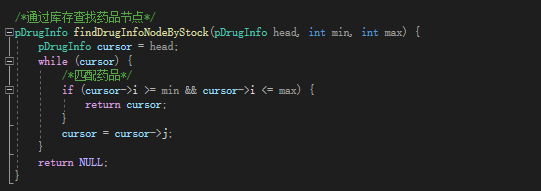 /*通过库存查找药品节点*/
pDrugInfo findDrugInfoNodeByStock(pDrugInfo head, int min, int max) {
    pDrugInfo cursor = head;
    while (cursor) {
        /*匹配药品*/
        if (cursor->i >= min && cursor->i <= max) {
            return cursor;
        }
        cursor = cursor->j;
    }
    return NULL;
}